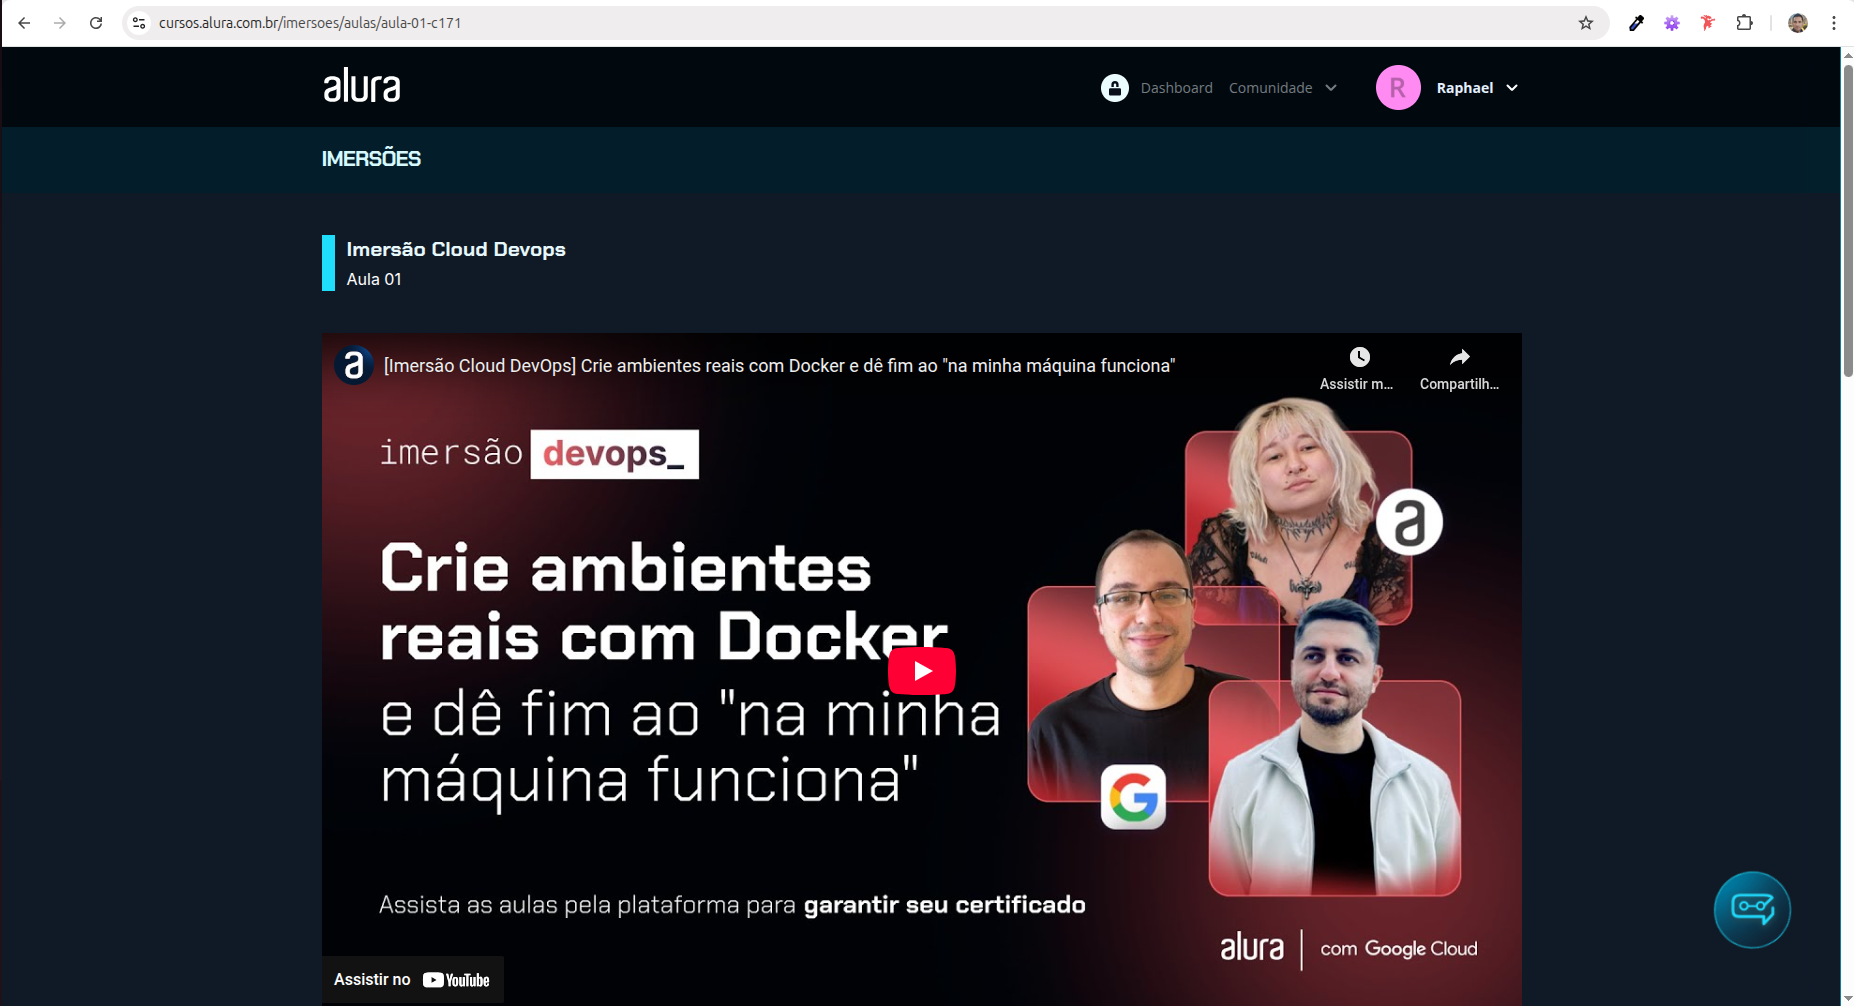 cursos.alura.com.br/imersoes/aulas/aula-01-c171
alura
Dashboard Comunidade
R
Raphael
IMERSÕES
Imersão Cloud Devops
Aula 01
a
[Imersão Cloud DevOps] Crie ambientes reais com Docker e dê fim ao "na minha máquina funciona"
Assistir m...
Compartilh...
imersão devops_
a
Crie ambientes
reais com Docker
e dê fim ao "na minha
máquina funciona"
G
Assista as aulas pela plataforma para garantir seu certificado
alura | com Google Cloud
Assistir no YouTube